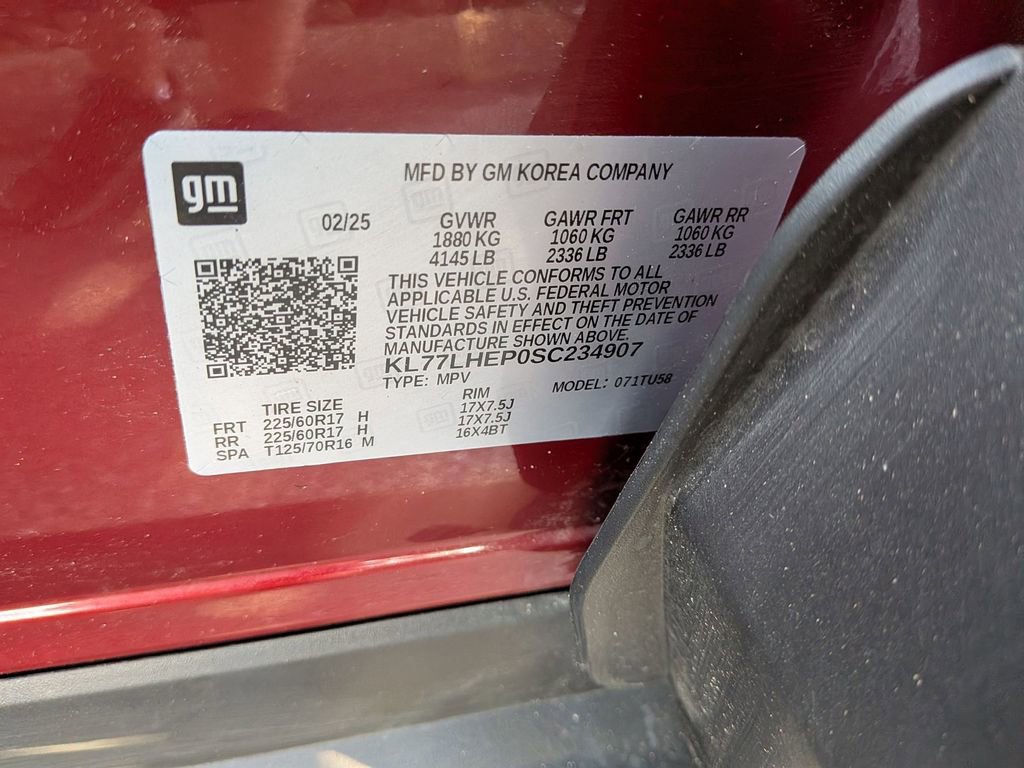 gm
MFD BY GM KOREA COMPANY
02/25 GVWR GAWR FRT GAWR RR
1880 KG 1060 KG 1060 KG
4145 LB 2336 LB 2336 LB
THIS VEHICLE CONFORMS TO ALL
APPLICABLE U.S. FEDERAL MOTOR
VEHICLE SAFETY AND THEFT PREVENTION
STANDARDS IN EFFECT ON THE DATE OF
MANUFACTURE SHOWN ABOVE.
KL77LHEP0SC234907
TYPE: MPV MODEL: 071TU58
TIRE SIZE RIM
FRT 225/60R17 H 17X7.5J
RR 225/60R17 H 17X7.5J
SPA T125/70R16 M 16X4BT